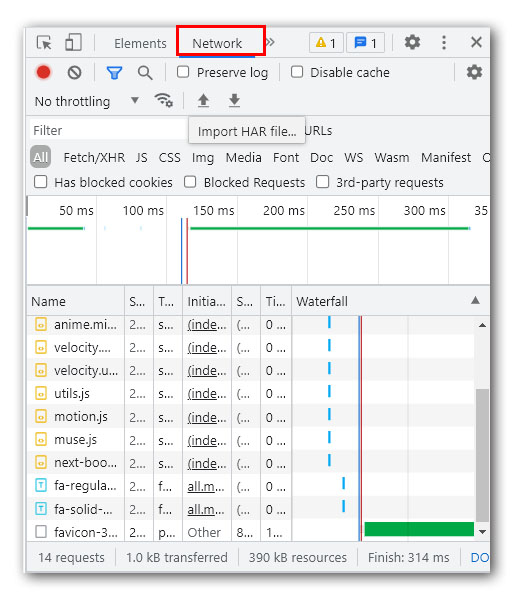 Elements Network » 1 1
Preserve log Disable cache
No throttling
Import HAR file...
Filter URLs
All Fetch/XHR JS CSS Img Media Font Doc WS Wasm Manifest O
Has blocked cookies Blocked Requests 3rd-party requests
50 ms 100 ms 150 ms 200 ms 250 ms 300 ms 35
Name S... T... Initia... S... Ti... Waterfall
anime.mi... 2... s... (inde... (... 0 ...
velocity.... 2... s... (inde... (... 0 ...
velocity.u... 2... s... (inde... (... 0 ...
utils.js 2... s... (inde... (... 0 ...
motion.js 2... s... (inde... (... 0 ...
muse.js 2... s... (inde... (... 0 ...
next-boo... 2... s... (inde... (... 0 ...
fa-regula... 2... f... all.m... (... 0 ...
fa-solid-... 2... f... all.m... (... 0 ...
favicon-3... 2... p... Other 8... 1...
14 requests 1.0 kB transferred 390 kB resources Finish: 314 ms DO